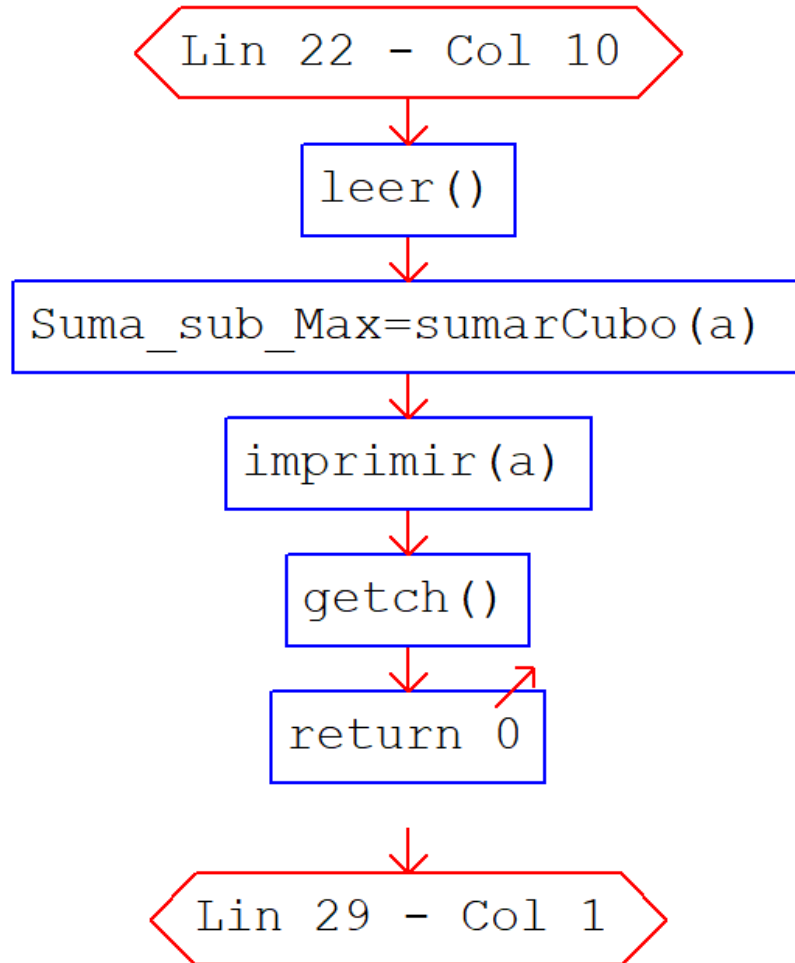 Lin 22 - Col 10
leer()
Suma_sub_Max=sumarCubo(a)
imprimir(a)
getch()
return 0
Lin 29 - Col 1